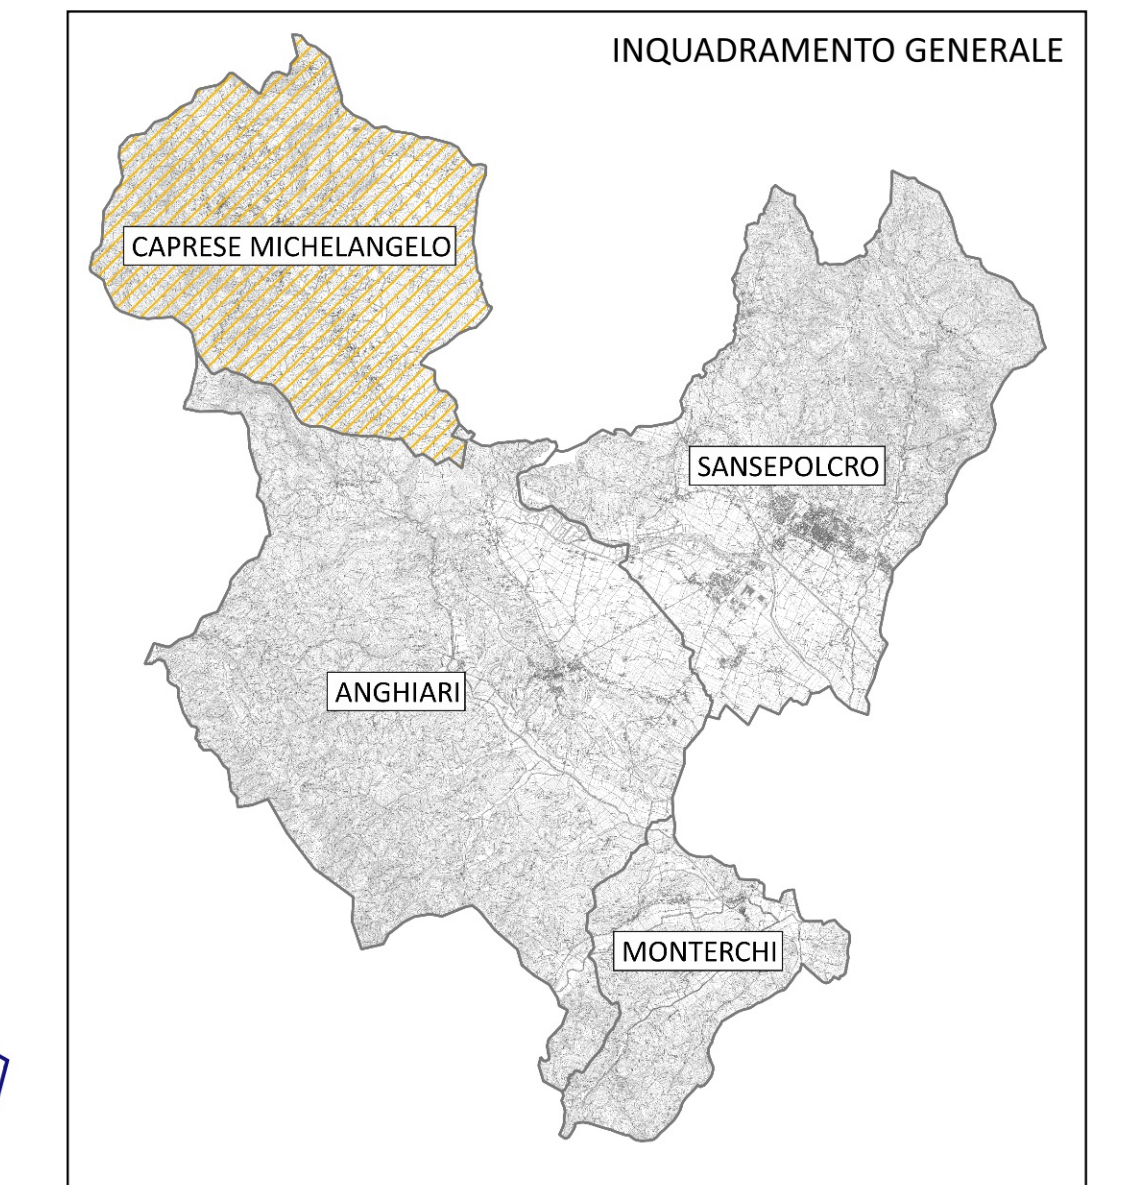 INQUADRAMENTO GENERALE
CAPRESE MICHELANGELO
SANSEPOLCRO
ANGHIARI
MONTERCHI